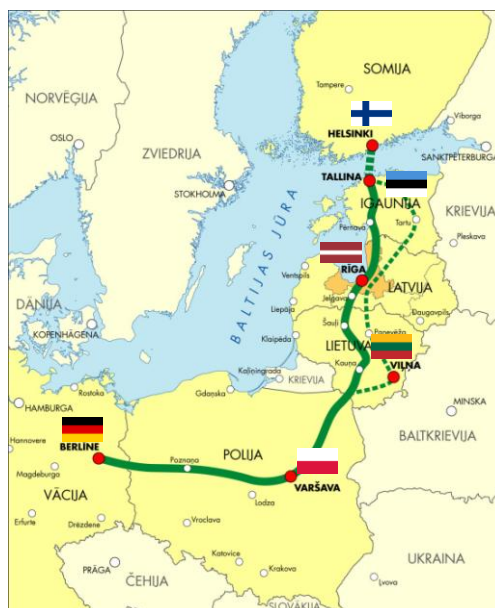 SOMIJA
Tampere
NORVĒĢIJA
HELSINKI
Viborga
OSLO
ZVIEDRIJA
SANKTPĒTERBURGA
TALLINA
STOKHOLMA
IGAUNIJA
KRIEVIJA
Pērnava
Tartu
Pleskava
BALTIJAS JŪRA
RĪGA
Ventspils
LATVIJA
Jelgava
DĀNIJA
Liepāja
Daugavpils
Šauļi
KOPENHĀGENA
Klaipēda
LIETUVA
Panevēža
Kauņa
VIĻŅA
Kaļiņingrada
KRIEVIJA
Rostoka
Gdaņska
MINSKA
HAMBURGA
BALTKRIEVIJA
Hannovere
BERLĪNE
POLIJA
Poznaņa
Magdeburga
VARŠAVA
VĀCIJA
Lodza
Erfurte
Drēzdene
Vroclava
UKRAINA
Katovice
PRĀGA
Krakova
ČEHIJA
Ļvova
SLOVĀKIJA